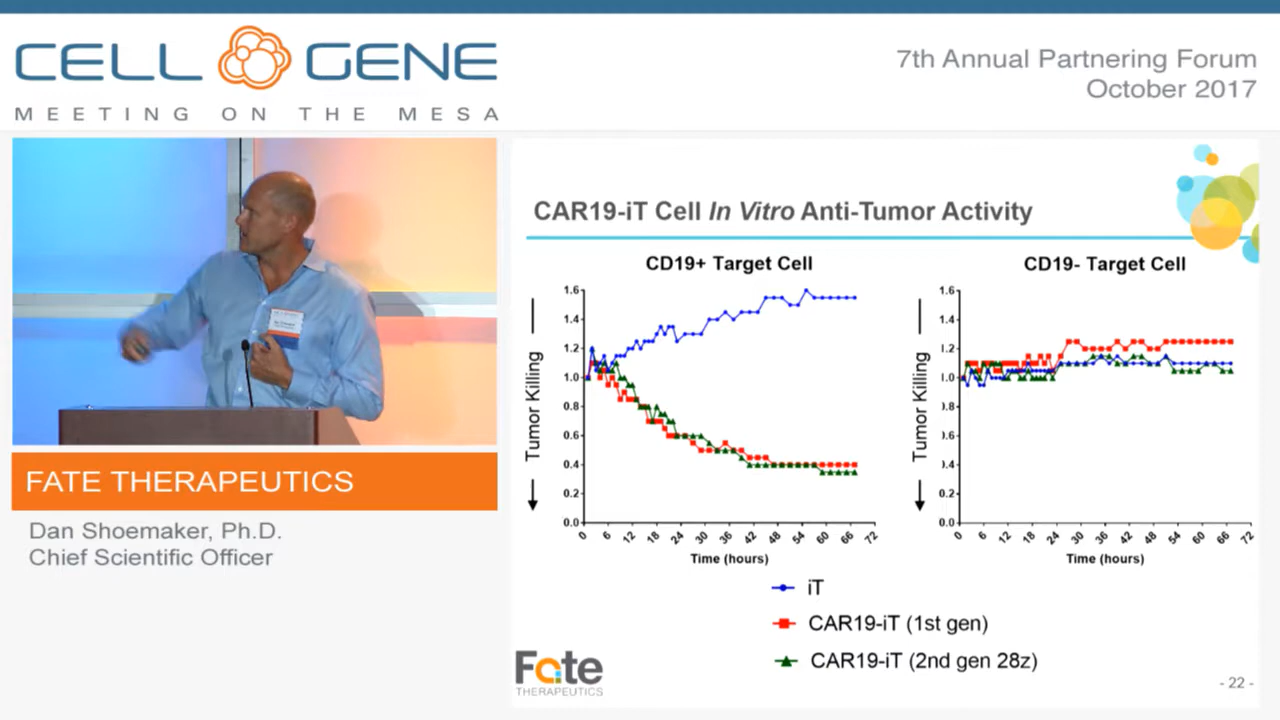 CELL GENE
MEETING ON THE MESA
7th Annual Partnering Forum
October 2017
FATE THERAPEUTICS
Dan Shoemaker, Ph.D.
Chief Scientific Officer
CAR19-iT Cell In Vitro Anti-Tumor Activity
CD19+ Target Cell
Tumor Killing
1.6
1.4
1.2
1.0
0.8
0.6
0.4
0.2
0.0
0 6 12 18 24 30 36 42 48 54 60 66 72
Time (hours)
CD19- Target Cell
Tumor Killing
1.6
1.4
1.2
1.0
0.8
0.6
0.4
0.2
0.0
0 6 12 18 24 30 36 42 48 54 60 66 72
Time (hours)
iT
CAR19-iT (1st gen)
CAR19-iT (2nd gen 28z)
Fate
THERAPEUTICS
- 22 -